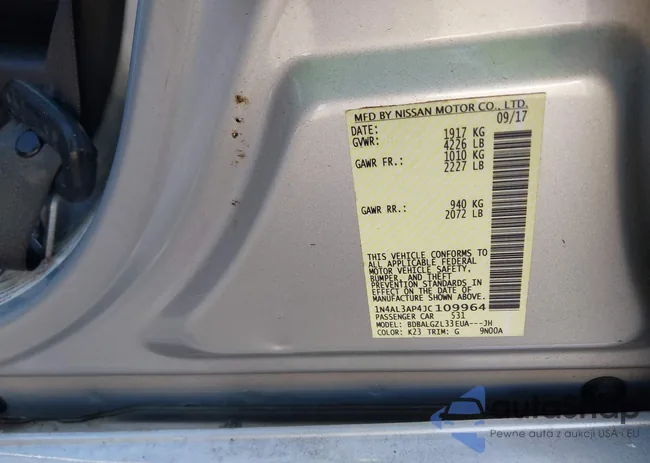 MFD BY NISSAN MOTOR CO., LTD.
DATE: 09/17
GVWR: 1917 KG
4226 LB
GAWR FR.: 1010 KG
2227 LB
GAWR RR.: 940 KG
2072 LB
THIS VEHICLE CONFORMS TO
ALL APPLICABLE FEDERAL
MOTOR VEHICLE SAFETY,
BUMPER, AND THEFT
PREVENTION STANDARDS IN
EFFECT ON THE DATE OF
MANUFACTURE SHOWN ABOVE.
1N4AL3AP4JC109964
PASSENGER CAR 531
MODEL: BDBALGZL33EUA---JH
COLOR: K23 TRIM: G 9N00A
autoshop
Pewne auta z aukcji USA i EU